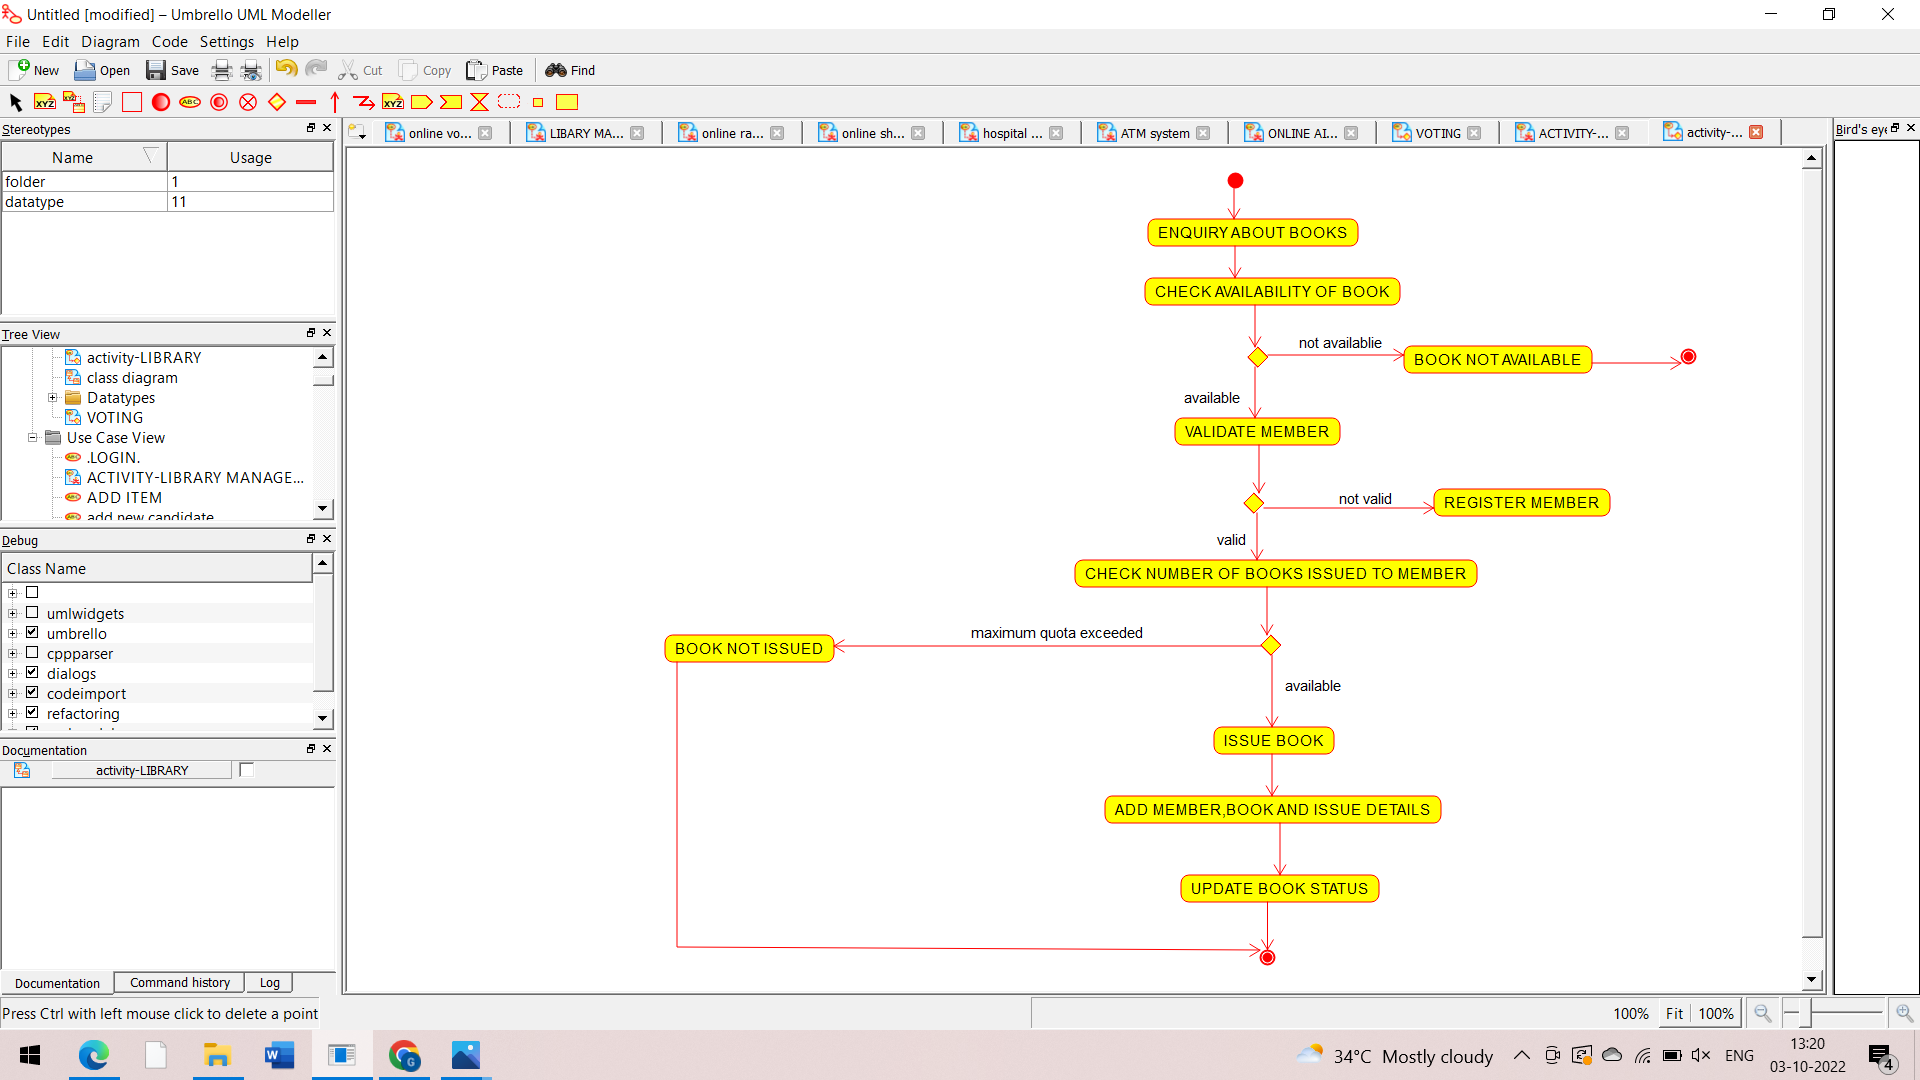 Untitled [modified] – Umbrello UML Modeller
File Edit Diagram Code Settings Help
New Open Save Cut Copy Paste Find
XYZ XYZ ABC XYZ
Stereotypes
Name Usage
folder 1
datatype 11
Tree View
activity-LIBRARY
class diagram
Datatypes
VOTING
Use Case View
.LOGIN.
ACTIVITY-LIBRARY MANAGE...
ADD ITEM
add new candidate
Debug
Class Name
umlwidgets
umbrello
cppparser
dialogs
codeimport
refactoring
Documentation
activity-LIBRARY
Documentation Command history Log
Press Ctrl with left mouse click to delete a point
online vo... LIBARY MA... online ra... online sh... hospital ... ATM system ONLINE AI... VOTING ACTIVITY-... activity-...
Bird's eye
ENQUIRY ABOUT BOOKS
CHECK AVAILABILITY OF BOOK
not availablie
BOOK NOT AVAILABLE
available
VALIDATE MEMBER
not valid
REGISTER MEMBER
valid
CHECK NUMBER OF BOOKS ISSUED TO MEMBER
maximum quota exceeded
BOOK NOT ISSUED
available
ISSUE BOOK
ADD MEMBER,BOOK AND ISSUE DETAILS
UPDATE BOOK STATUS
100% Fit 100%
34°C Mostly cloudy
ENG
13:20
03-10-2022
4